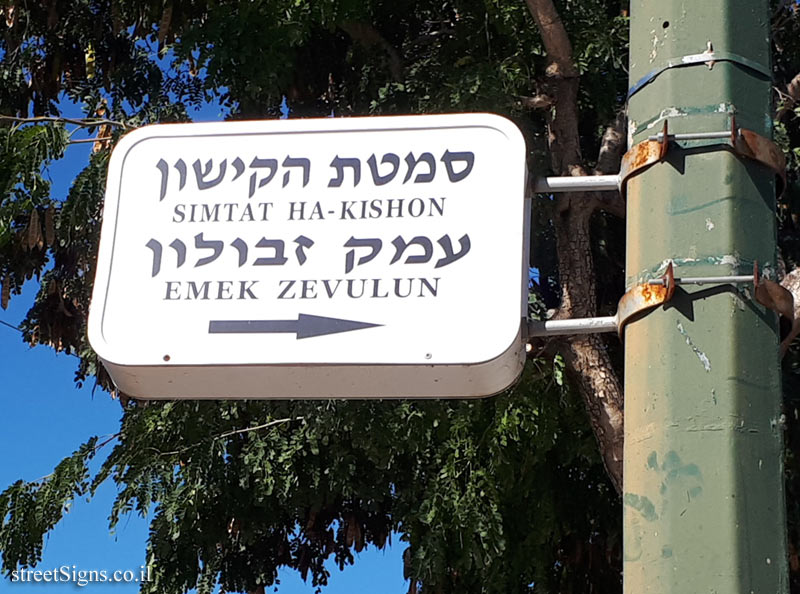 סמטת הקישון
SIMTAT HA-KISHON
עמק זבולון
EMEK ZEVULUN
streetSigns.co.il